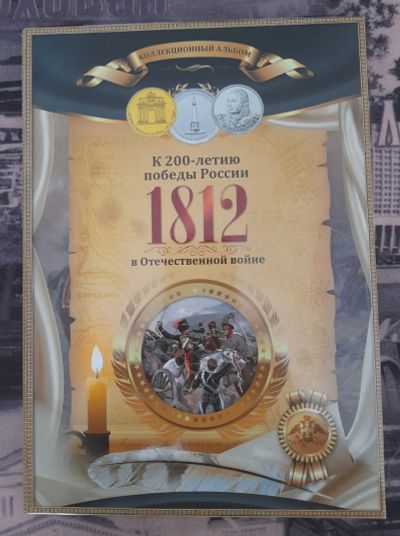 КОЛЛЕКЦИОННЫЙ АЛЬБОМ
К 200-летию
победы России
1812
в Отечественной войне